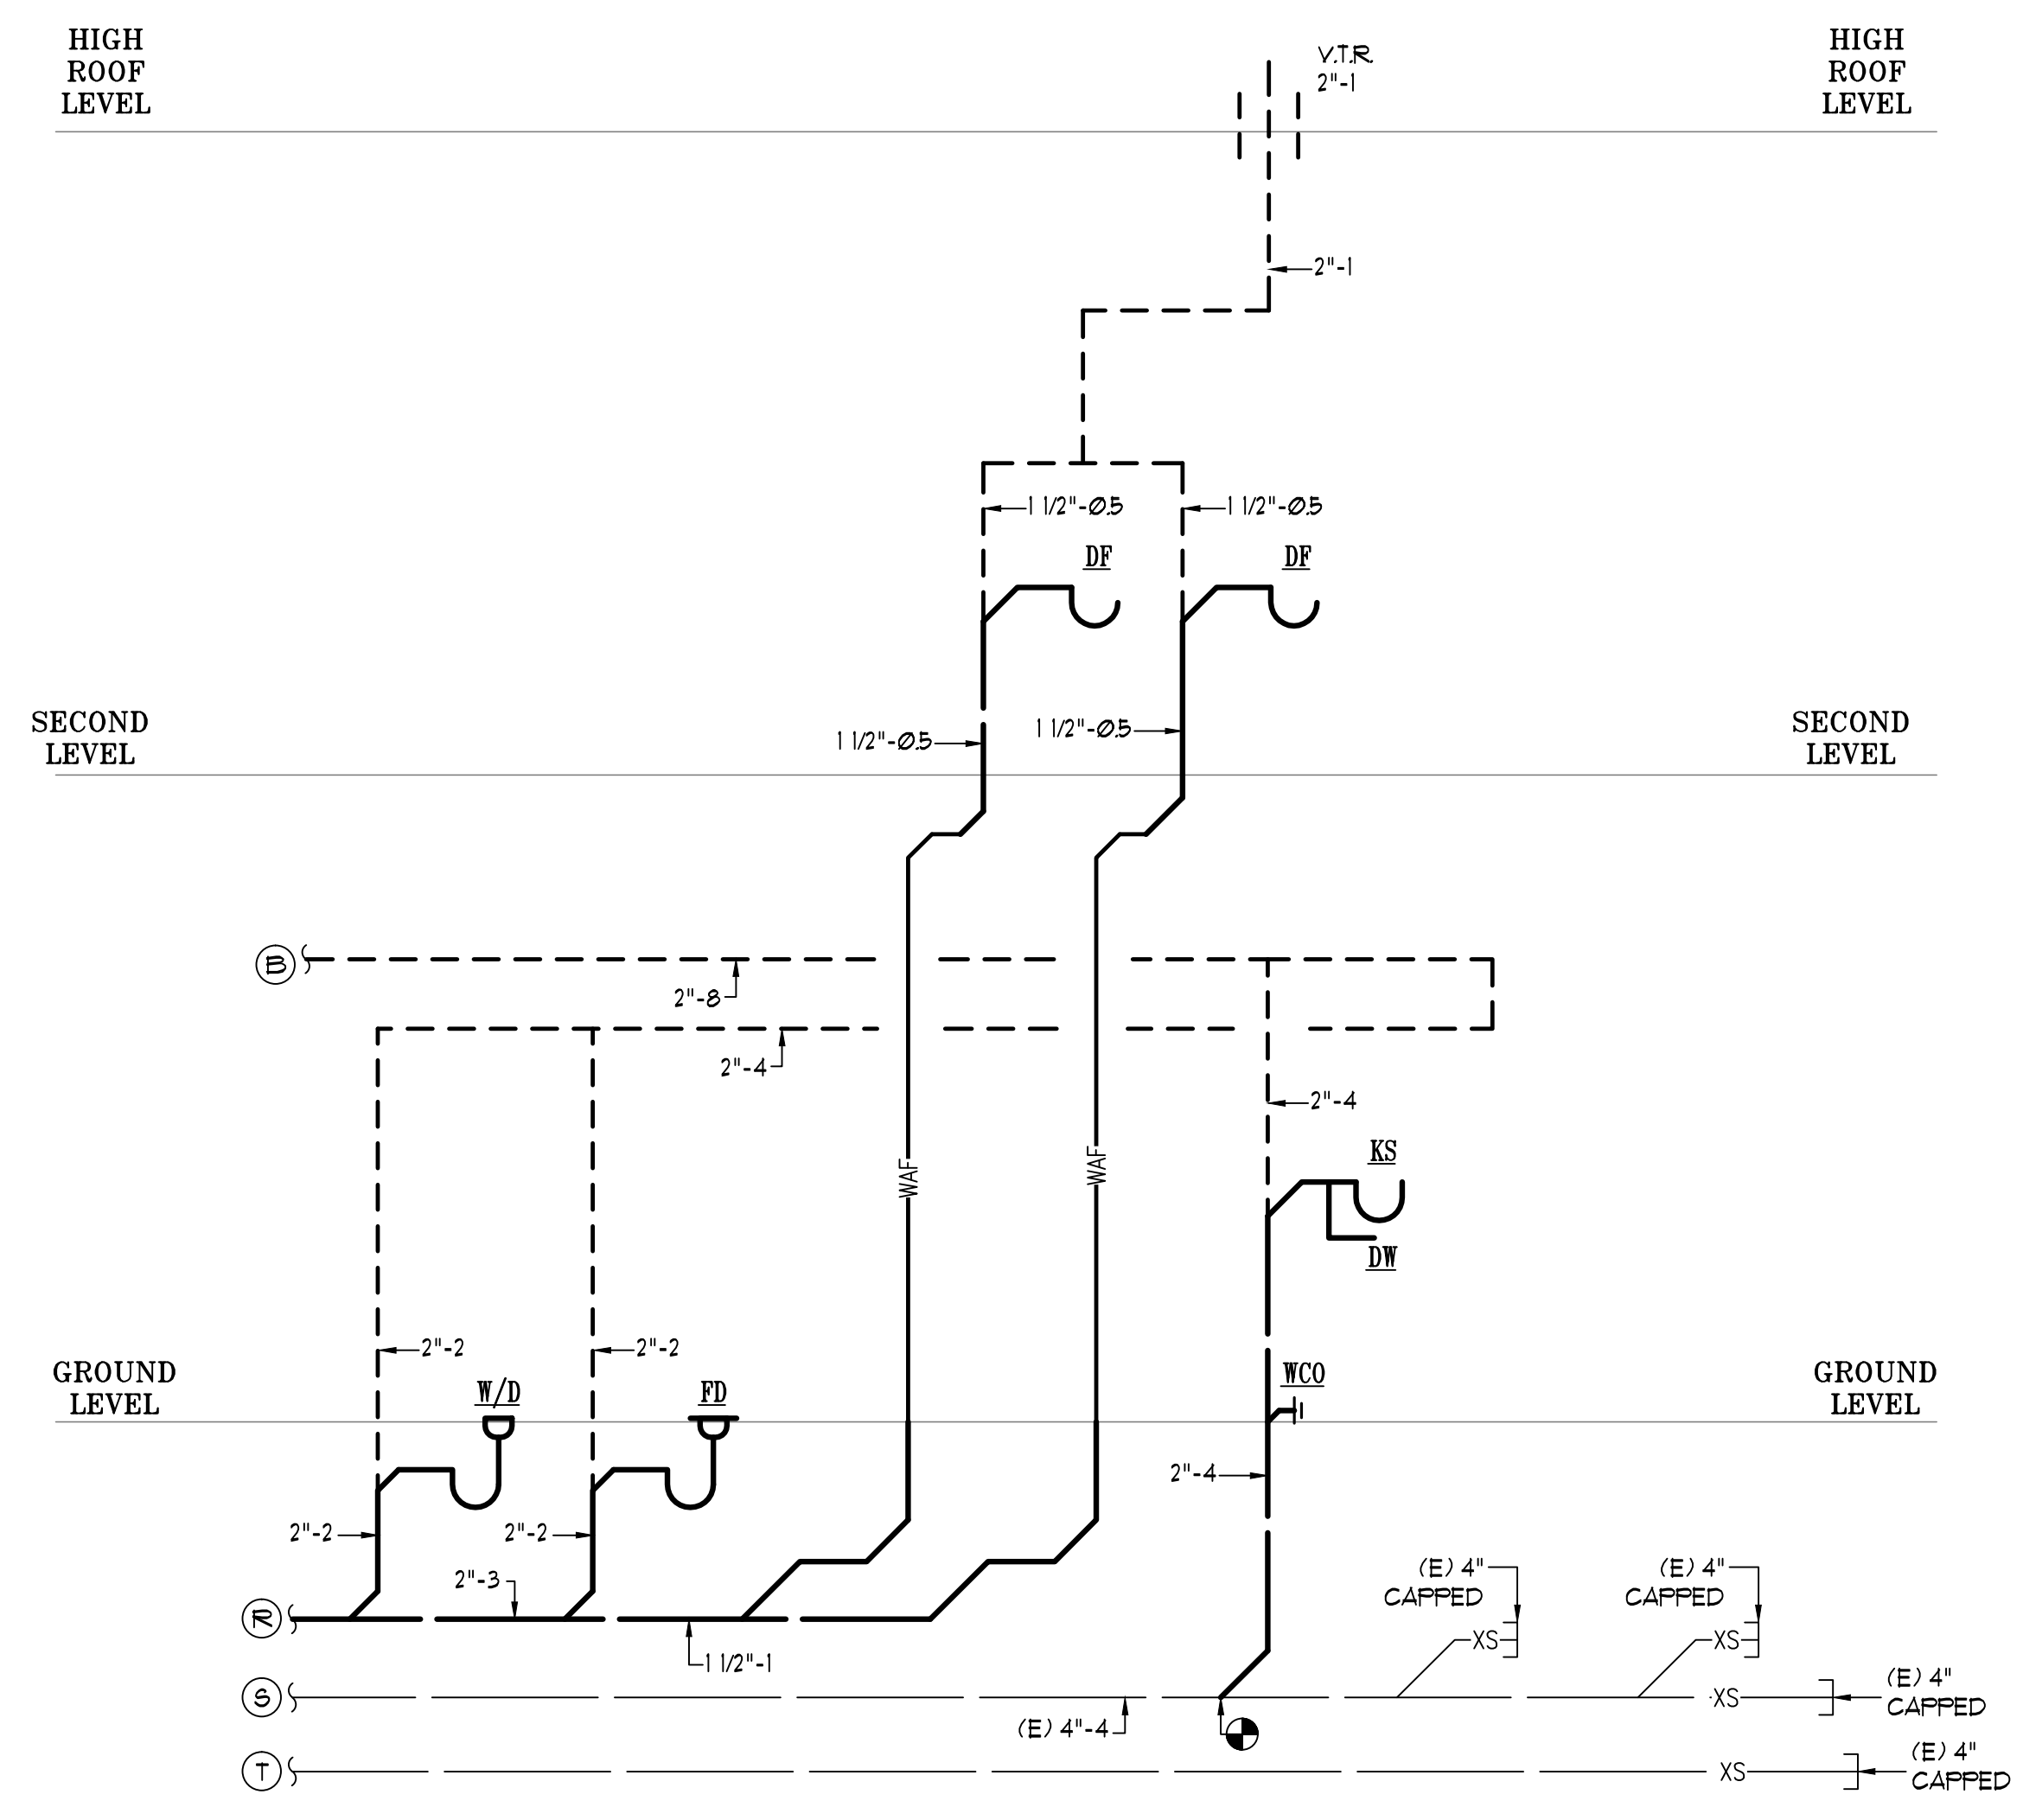 HIGH
ROOF
LEVEL
V.T.R.
2"-1
HIGH
ROOF
LEVEL
2"-1
1 1/2"-Ø.5
1 1/2"-Ø.5
DF
DF
SECOND
LEVEL
1 1/2"-Ø.5
1 1/2"-Ø.5
SECOND
LEVEL
B
2"-8
2"-4
2"-4
WAF
WAF
KS
DW
2"-2
2"-2
GROUND
LEVEL
W/D
FD
WCO
GROUND
LEVEL
2"-4
2"-2
2"-2
2"-3
(E) 4"
CAPPED
(E) 4"
CAPPED
R
XS
XS
1 1/2"-1
S
XS
(E) 4"
CAPPED
(E) 4"-4
T
XS
(E) 4"
CAPPED